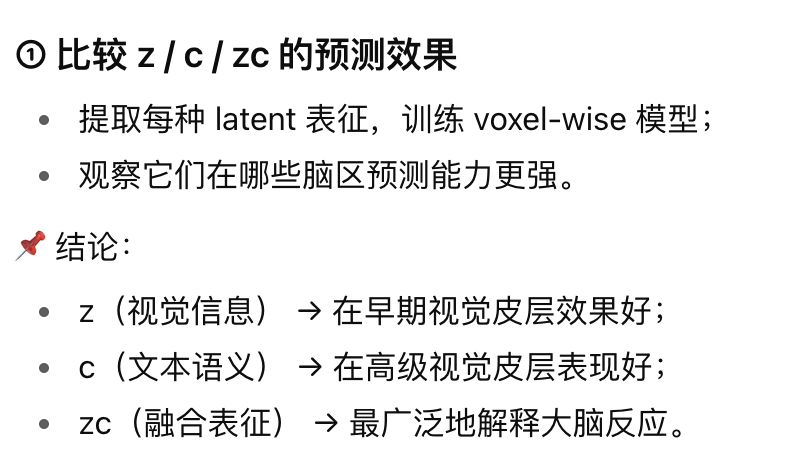 ① 比较 z / c / zc 的预测效果
• 提取每种 latent 表征，训练 voxel-wise 模型；
• 观察它们在哪些脑区预测能力更强。
📌 结论：
• z（视觉信息） → 在早期视觉皮层效果好；
• c（文本语义） → 在高级视觉皮层表现好；
• zc（融合表征） → 最广泛地解释大脑反应。